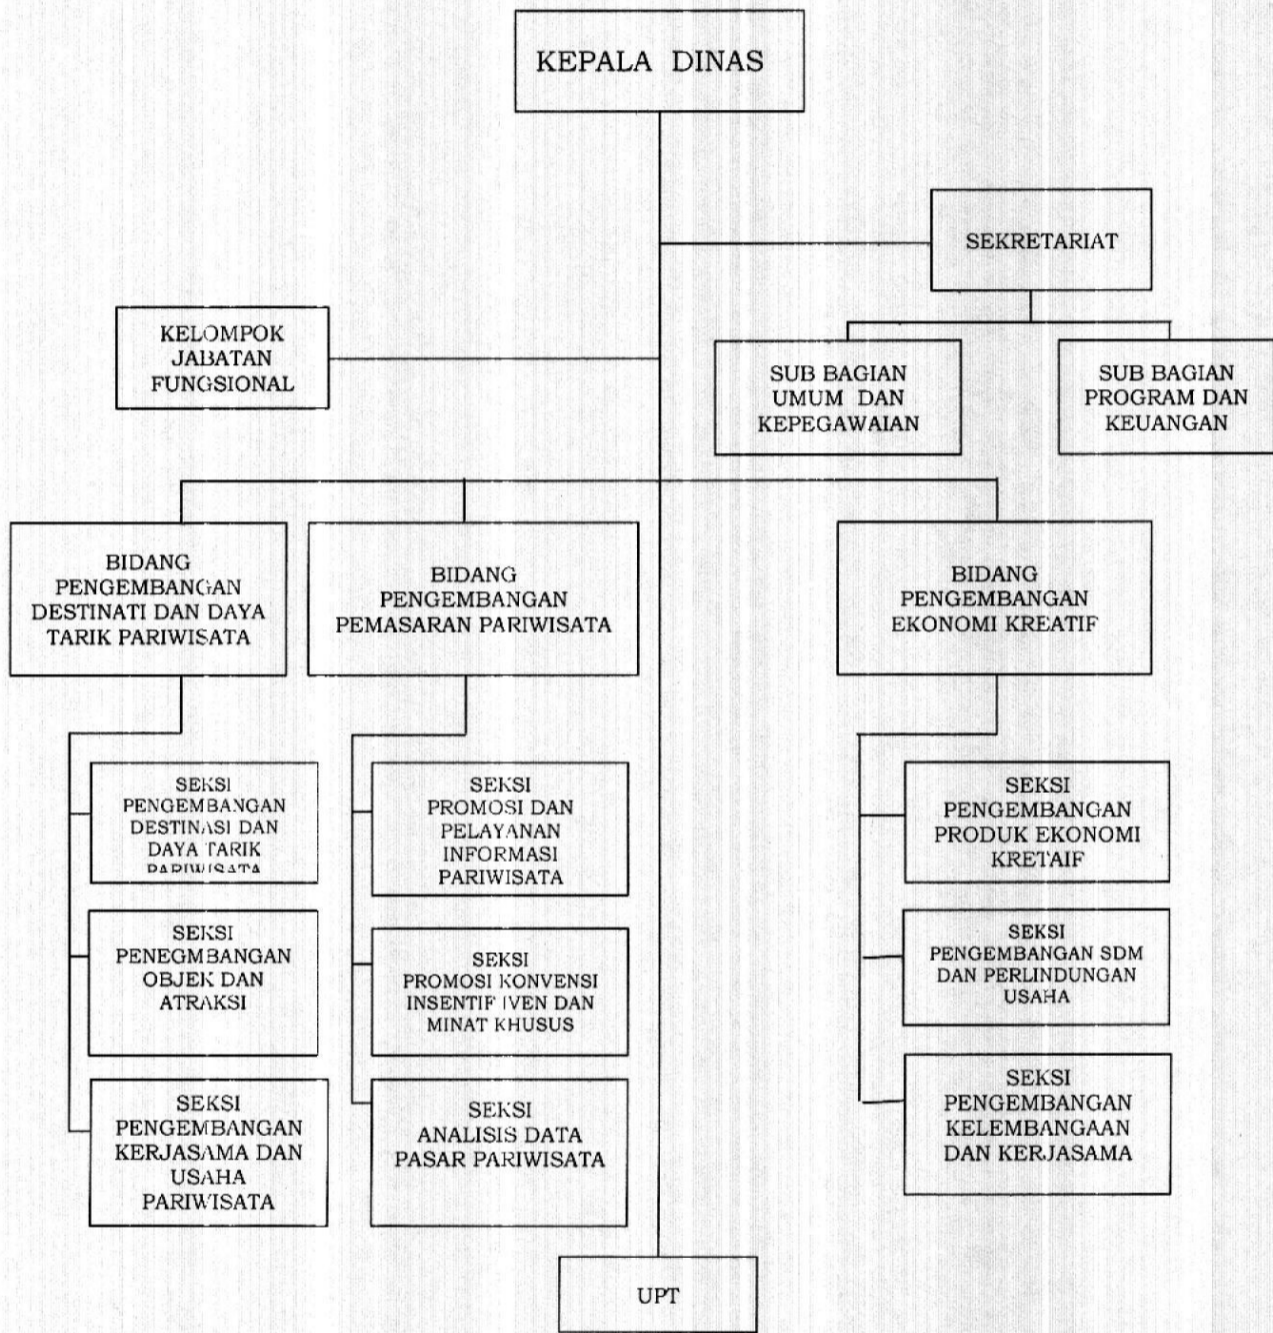 KEPALA DINAS
SEKRETARIAT
KELOMPOK
JABATAN
FUNGSIONAL
SUB BAGIAN
UMUM DAN
KEPEGAWAIAN
SUB BAGIAN
PROGRAM DAN
KEUANGAN
BIDANG
PENGEMBANGAN
DESTINATI DAN DAYA
TARIK PARIWISATA
BIDANG
PENGEMBANGAN
PEMASARAN PARIWISATA
BIDANG
PENGEMBANGAN
EKONOMI KREATIF
SEKSI
PENGEMBANGAN
DESTINASI DAN
DAYA TARIK
PARIWISATA
SEKSI
PROMOSI DAN
PELAYANAN
INFORMASI
PARIWISATA
SEKSI
PENGEMBANGAN
PRODUK EKONOMI
KRETAIF
SEKSI
PENEGMBANGAN
OBJEK DAN
ATRAKSI
SEKSI
PROMOSI KONVENSI
INSENTIF IVEN DAN
MINAT KHUSUS
SEKSI
PENGEMBANGAN SDM
DAN PERLINDUNGAN
USAHA
SEKSI
PENGEMBANGAN
KERJASAMA DAN
USAHA
PARIWISATA
SEKSI
ANALISIS DATA
PASAR PARIWISATA
SEKSI
PENGEMBANGAN
KELEMBANGAAN
DAN KERJASAMA
UPT